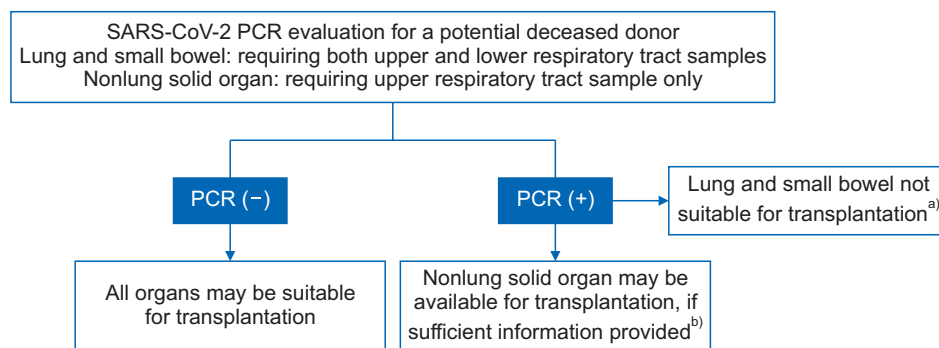 SARS-CoV-2 PCR evaluation for a potential deceased donor
Lung and small bowel: requiring both upper and lower respiratory tract samples
Nonlung solid organ: requiring upper respiratory tract sample only
PCR (−)
PCR (+)
Lung and small bowel not
suitable for transplantation a)
All organs may be suitable
for transplantation
Nonlung solid organ may be
available for transplantation, if
sufficient information provided b)